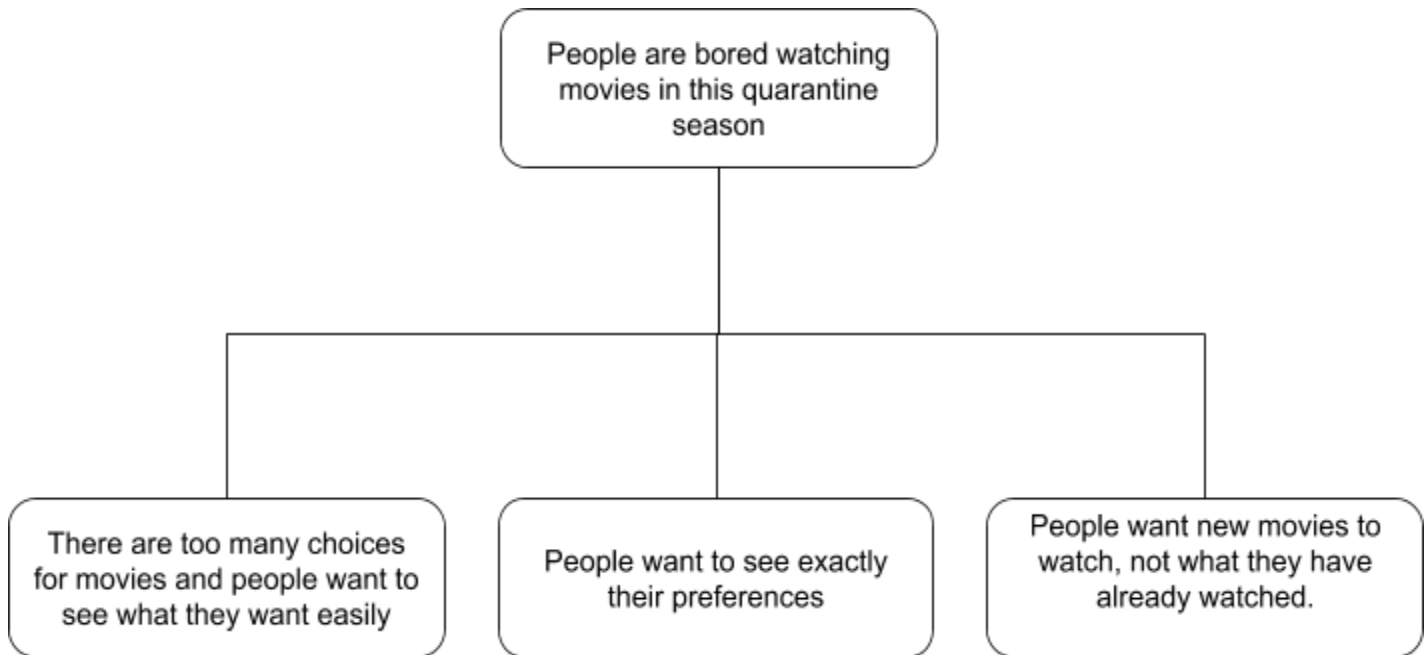 People are bored watching
movies in this quarantine
season
There are too many choices
for movies and people want to
see what they want easily
People want to see exactly
their preferences
People want new movies to
watch, not what they have
already watched.